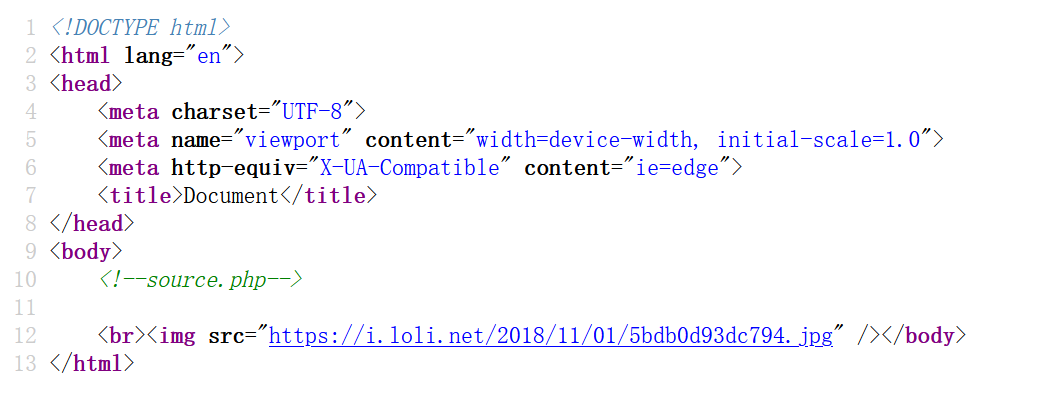 1 <!DOCTYPE html>
2 <html lang="en">
3 <head>
4     <meta charset="UTF-8">
5     <meta name="viewport" content="width=device-width, initial-scale=1.0">
6     <meta http-equiv="X-UA-Compatible" content="ie=edge">
7     <title>Document</title>
8 </head>
9 <body>
10     <!--source.php-->
11
12     <br><img src="https://i.loli.net/2018/11/01/5bdb0d93dc794.jpg" /></body>
13 </html>